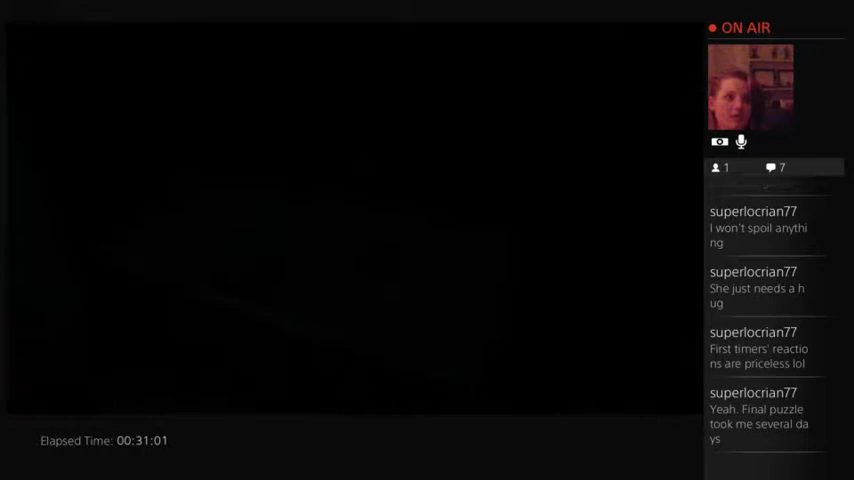 ON AIR
1 7
superlocrian77
I won't spoil anythi
ng
superlocrian77
She just needs a h
ug
superlocrian77
First timers' reactio
ns are priceless lol
superlocrian77
Yeah. Final puzzle
took me several da
ys
Elapsed Time: 00:31:01